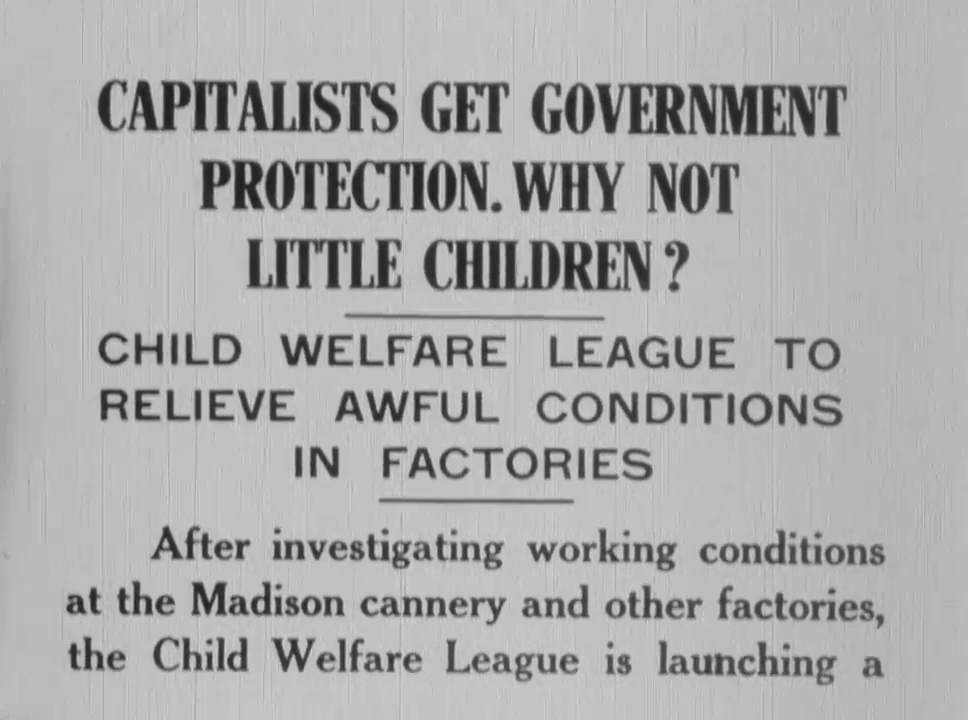 CAPITALISTS GET GOVERNMENT
PROTECTION. WHY NOT
LITTLE CHILDREN?
CHILD WELFARE LEAGUE TO
RELIEVE AWFUL CONDITIONS
IN FACTORIES
After investigating working conditions
at the Madison cannery and other factories,
the Child Welfare League is launching a